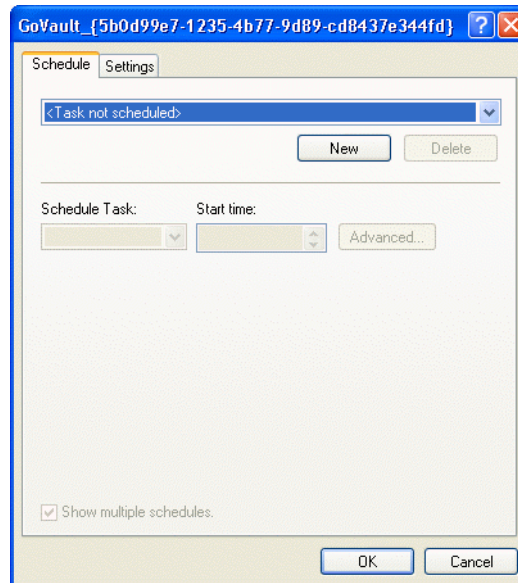 GoVault_{5b0d99e7-1235-4b77-9d89-cd8437e344fd}
Schedule Settings
<Task not scheduled>
New Delete
Schedule Task: Start time:
Advanced...
Show multiple schedules.
OK Cancel